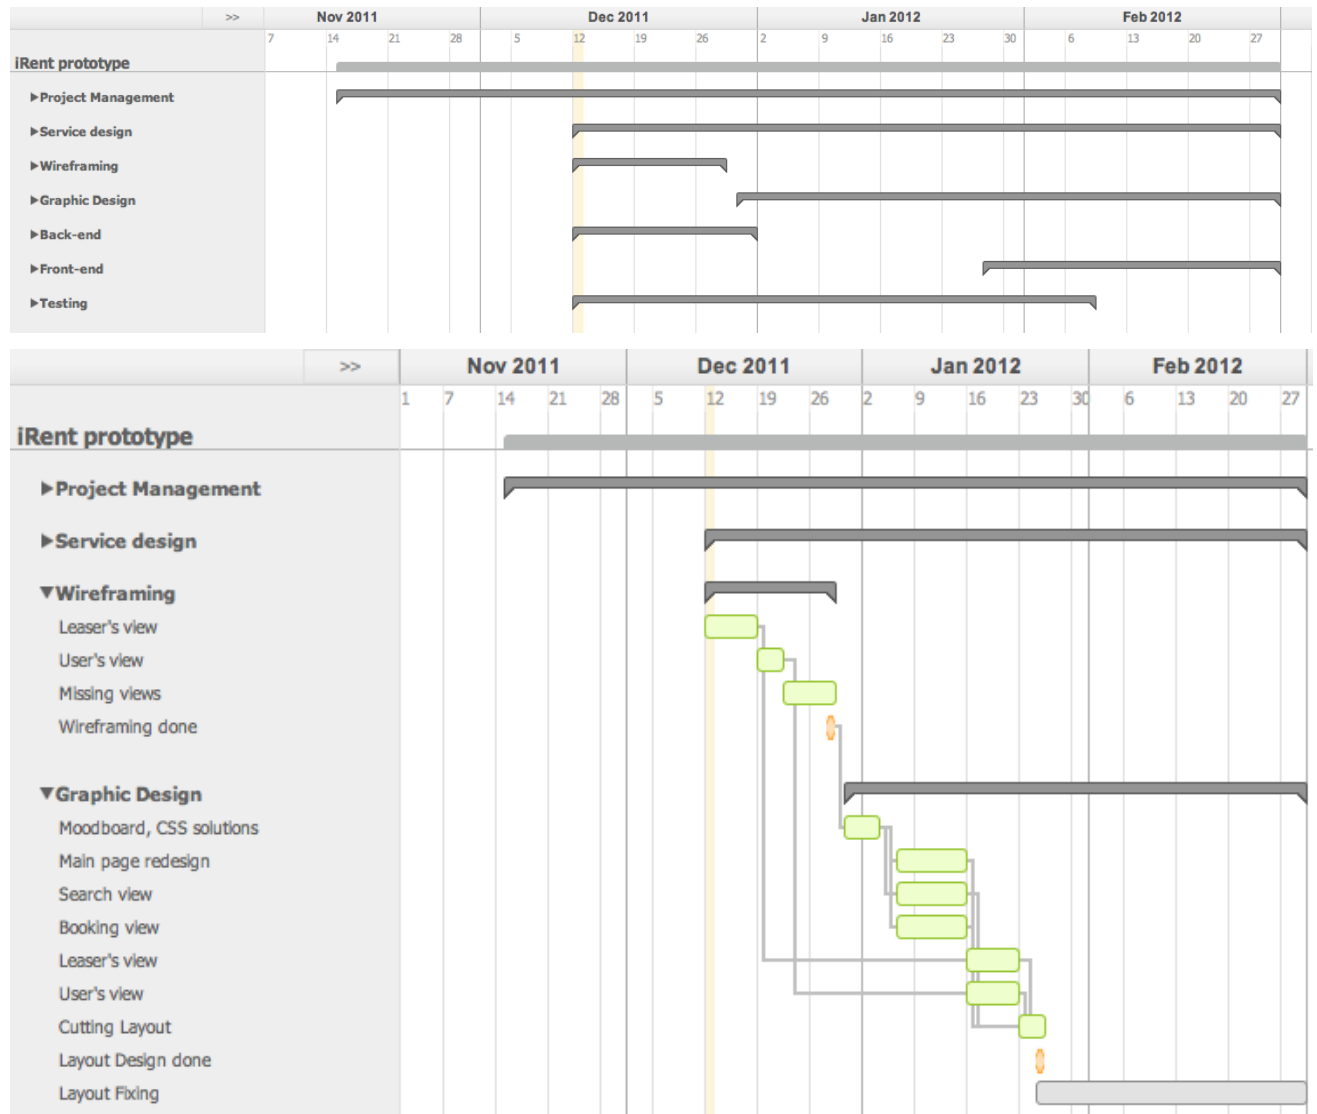 >> Nov 2011 Dec 2011 Jan 2012 Feb 2012
7 14 21 28 5 12 19 26 2 9 16 23 30 6 13 20 27
iRent prototype
Project Management
Service design
Wireframing
Graphic Design
Back-end
Front-end
Testing
>> Nov 2011 Dec 2011 Jan 2012 Feb 2012
1 7 14 21 28 5 12 19 26 2 9 16 23 30 6 13 20 27
iRent prototype
Project Management
Service design
Wireframing
Leaser's view
User's view
Missing views
Wireframing done
Graphic Design
Moodboard, CSS solutions
Main page redesign
Search view
Booking view
Leaser's view
User's view
Cutting Layout
Layout Design done
Layout Fixing